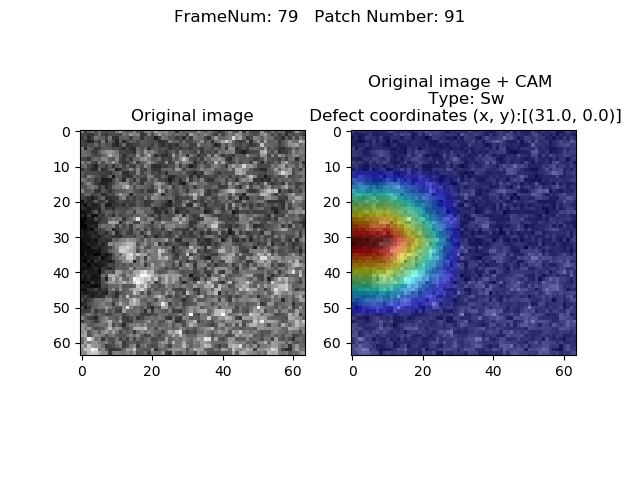 FrameNum: 79   Patch Number: 91
Original image
Original image + CAM
Type: Sw
Defect coordinates (x, y):[(31.0, 0.0)]
0
10
20
30
40
50
60
0 20 40 60
0
10
20
30
40
50
60
0 20 40 60